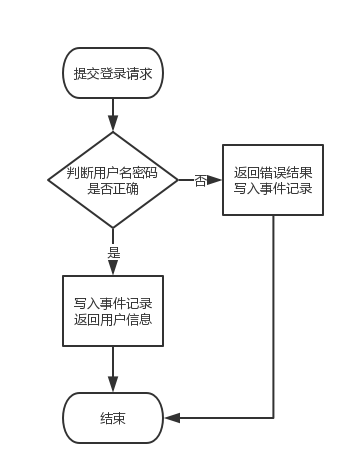 提交登录请求
判断用户名密码
是否正确
否
返回错误结果
写入事件记录
是
写入事件记录
返回用户信息
结束